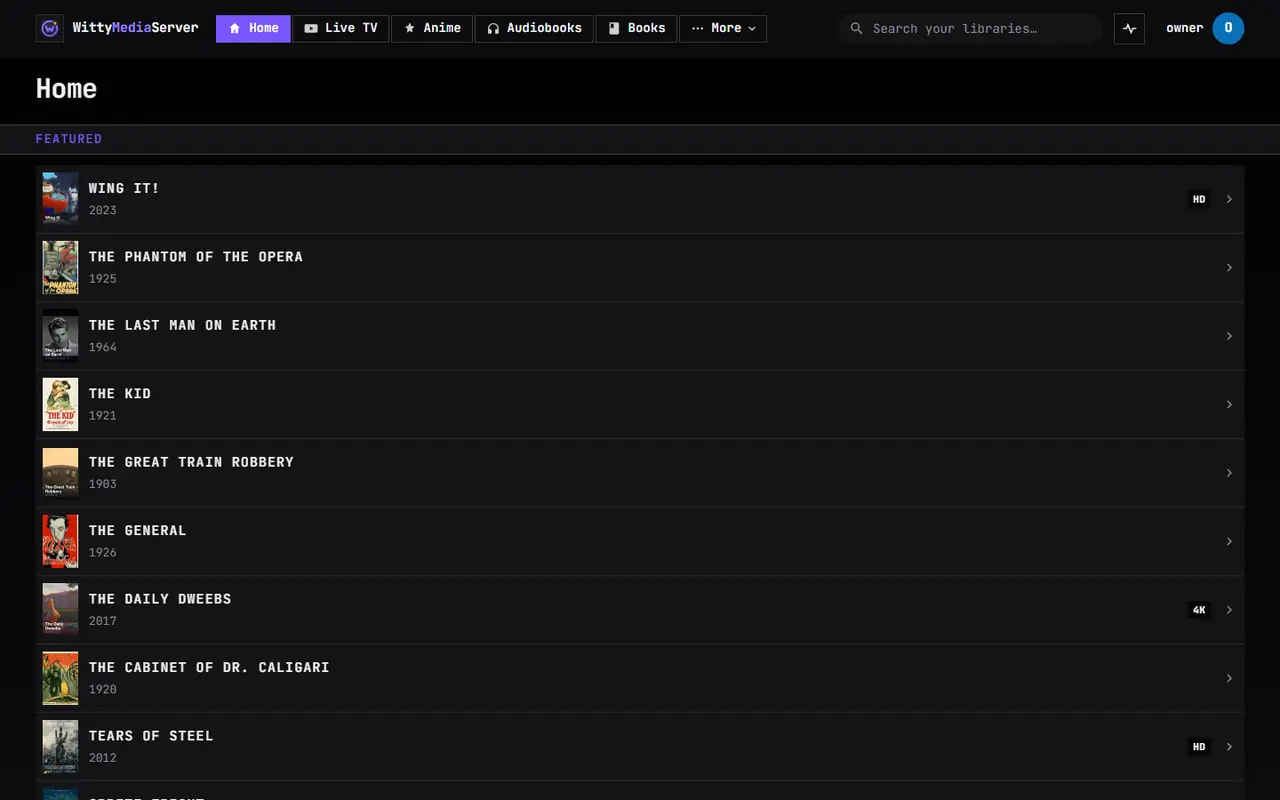 WittyMediaServer
Home
Live TV
Anime
Audiobooks
Books
More
Search your libraries…
owner
O
Home
FEATURED
WING IT!
2023
HD
THE PHANTOM OF THE OPERA
1925
THE LAST MAN ON EARTH
1964
THE KID
1921
THE GREAT TRAIN ROBBERY
1903
THE GENERAL
1926
THE DAILY DWEEBS
2017
4K
THE CABINET OF DR. CALIGARI
1920
TEARS OF STEEL
2012
HD